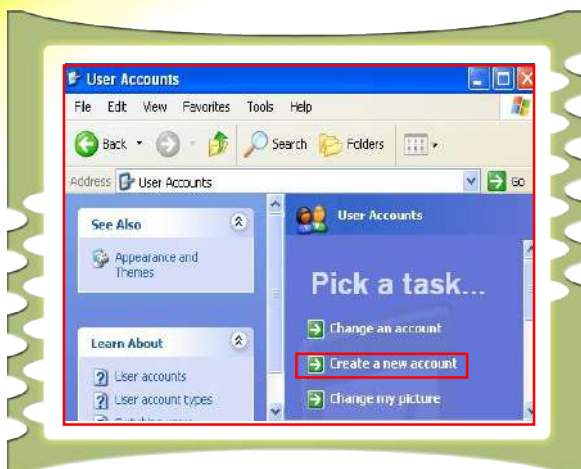 User Accounts
File Edit View Favorites Tools Help
Back Search Folders
Address User Accounts Go
See Also
Appearance and
Themes
Learn About
User accounts
User account types
User Accounts
Pick a task...
Change an account
Create a new account
Change my picture